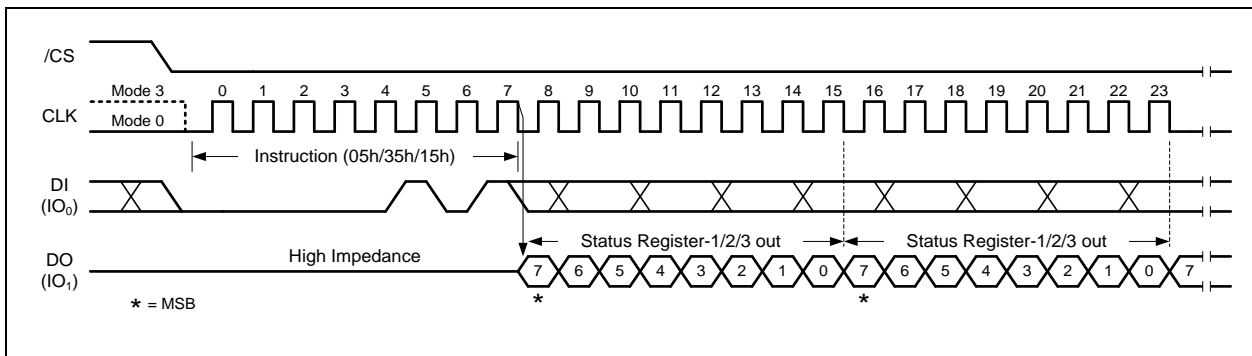 /CS
Mode 3
0 1 2 3 4 5 6 7 8 9 10 11 12 13 14 15 16 17 18 19 20 21 22 23
CLK
Mode 0
Instruction (05h/35h/15h)
DI
(IO₀)
Status Register-1/2/3 out Status Register-1/2/3 out
High Impedance
DO
(IO₁)
7 6 5 4 3 2 1 0 7 6 5 4 3 2 1 0 7
* *
* = MSB